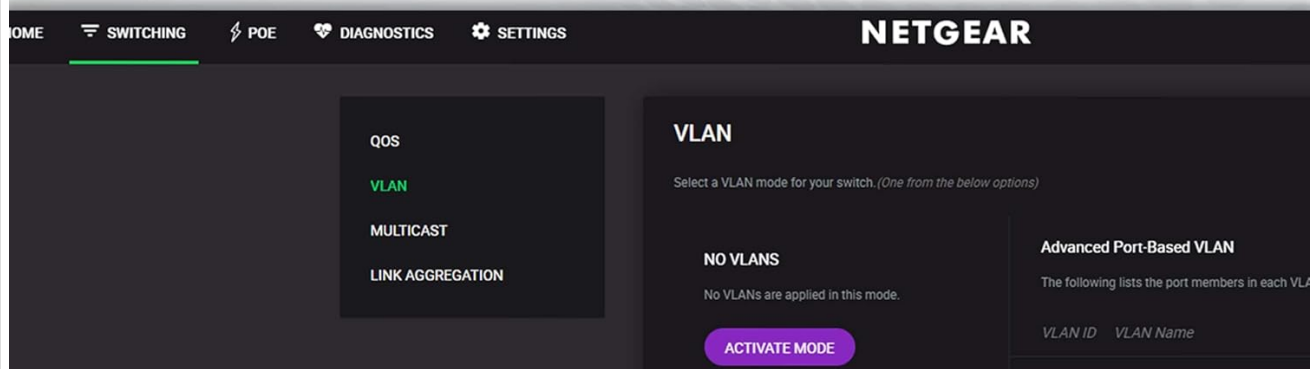 SWITCHING POE DIAGNOSTICS SETTINGS NETGEAR
QOS
VLAN
MULTICAST
LINK AGGREGATION
VLAN
Select a VLAN mode for your switch.(One from the below options)
NO VLANS
No VLANs are applied in this mode.
ACTIVATE MODE
Advanced Port-Based VLAN
The following lists the port members in each
VLAN ID VLAN Name